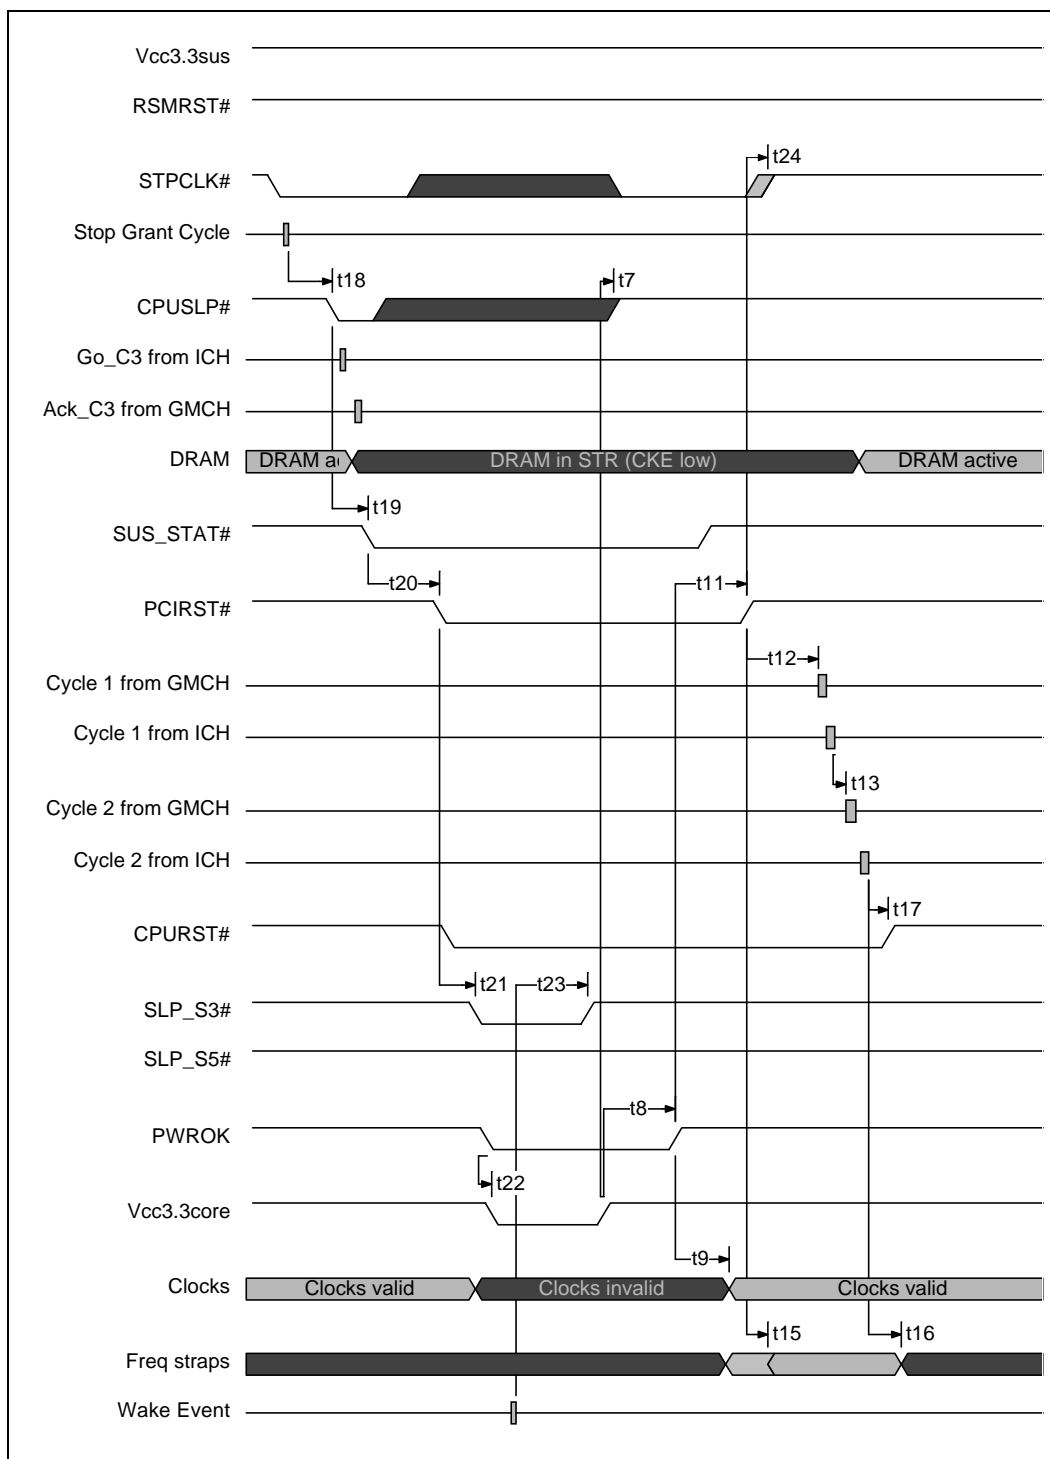 Vcc3.3sus
RSMRST#
t24
STPCLK#
Stop Grant Cycle
t18
t7
CPUSLP#
Go_C3 from ICH
Ack_C3 from GMCH
DRAM
DRAM a
DRAM in STR (CKE low)
DRAM active
t19
SUS_STAT#
t20
t11
PCIRST#
t12
Cycle 1 from GMCH
Cycle 1 from ICH
t13
Cycle 2 from GMCH
Cycle 2 from ICH
t17
CPURST#
t21
t23
SLP_S3#
SLP_S5#
t8
PWROK
t22
Vcc3.3core
t9
Clocks
Clocks valid
Clocks invalid
Clocks valid
t15
t16
Freq straps
Wake Event